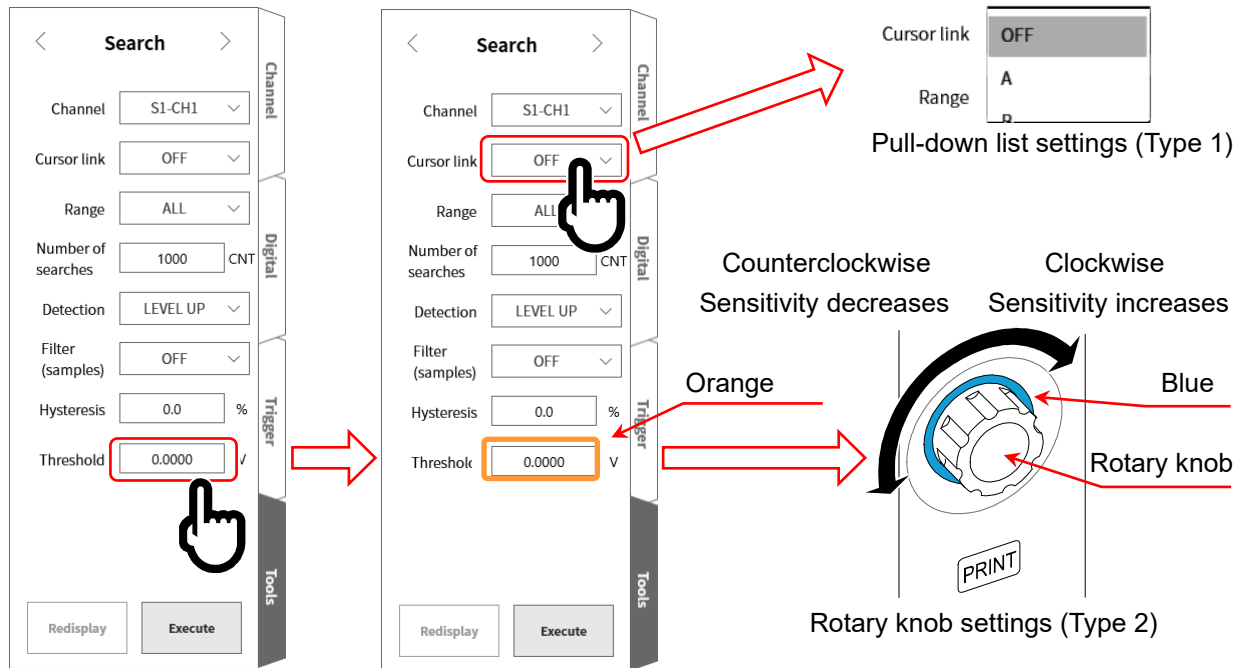 Search
Channel S1-CH1
Cursor link OFF
Range ALL
Number of
searches 1000 CNT
Detection LEVEL UP
Filter
(samples) OFF
Hysteresis 0.0 %
Threshold 0.0000 V
Redisplay Execute
Channel
Digital
Trigger
Tools
Search
Channel S1-CH1
Cursor link OFF
Range ALL
Number of
searches 1000 CNT
Detection LEVEL UP
Filter
(samples) OFF
Hysteresis 0.0 %
Threshold 0.0000 V
Redisplay Execute
Channel
Digital
Trigger
Tools
Orange
Cursor link OFF
A
Range
Pull-down list settings (Type 1)
Counterclockwise
Sensitivity decreases
Clockwise
Sensitivity increases
Blue
Rotary knob
PRINT
Rotary knob settings (Type 2)